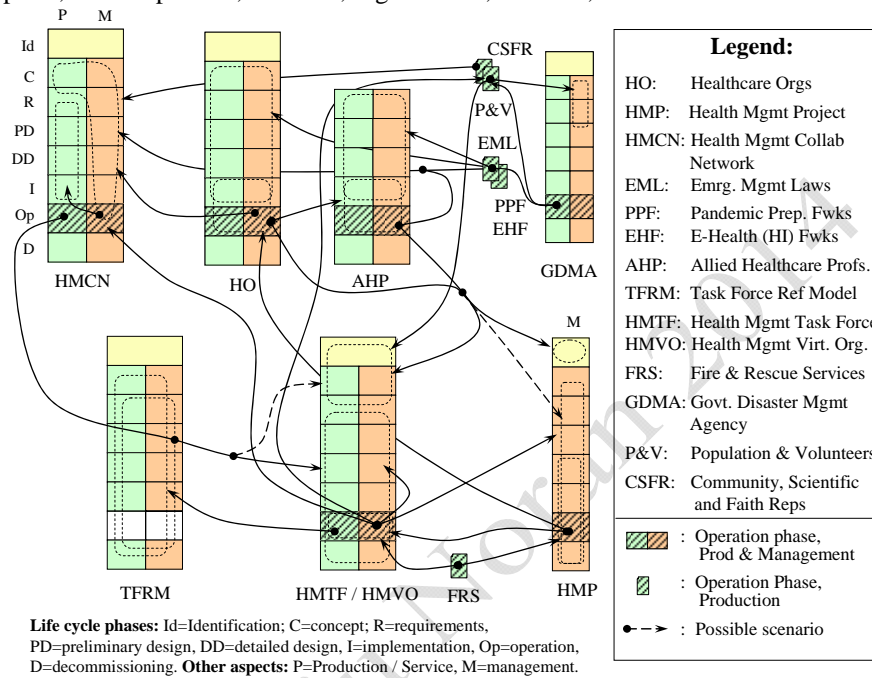 P M
Id
C
R
PD
DD
I
Op
D
HMCN
HO
AHP
CSFR
P&V
EML
PPF
EHF
GDMA
M
TFRM
HMTF / HMVO
FRS
HMP
Legend:
HO: Healthcare Orgs
HMP: Health Mgmt Project
HMCN: Health Mgmt Collab
Network
EML: Emrg. Mgmt Laws
PPF: Pandemic Prep. Fwks
EHF: E-Health (HI) Fwks
AHP: Allied Healthcare Profs.
TFRM: Task Force Ref Model
HMTF: Health Mgmt Task Force
HMVO: Health Mgmt Virt. Org.
FRS: Fire & Rescue Services
GDMA: Govt. Disaster Mgmt
Agency
P&V: Population & Volunteers
CSFR: Community, Scientific
and Faith Reps
: Operation phase,
Prod & Management
: Operation Phase,
Production
: Possible scenario
Life cycle phases: Id=Identification; C=concept; R=requirements,
PD=preliminary design, DD=detailed design, I=implementation, Op=operation,
D=decommissioning. Other aspects: P=Production / Service, M=management.
Noran 2014